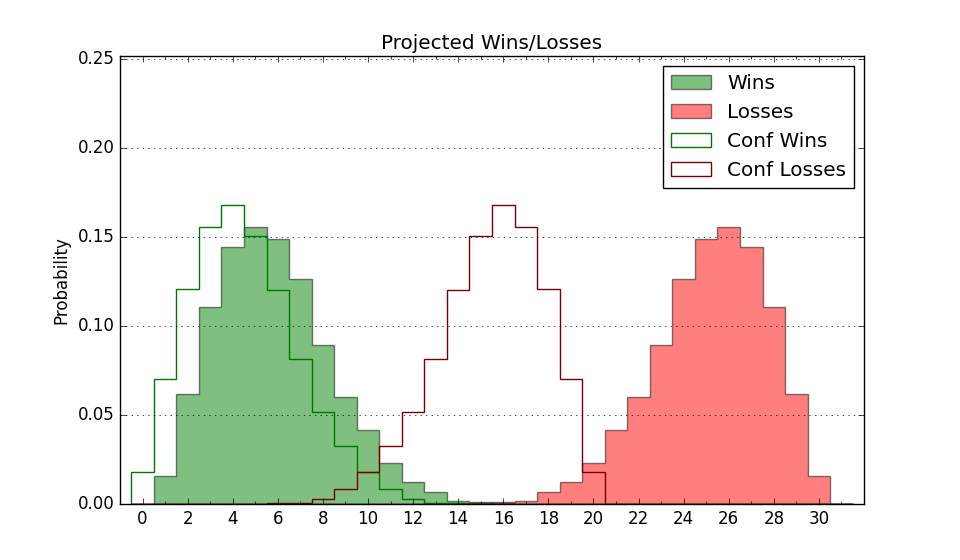 Projected Wins/Losses
0.25
0.20
0.15
0.10
0.05
0.00
Probability
Wins
Losses
Conf Wins
Conf Losses
0 2 4 6 8 10 12 14 16 18 20 22 24 26 28 30